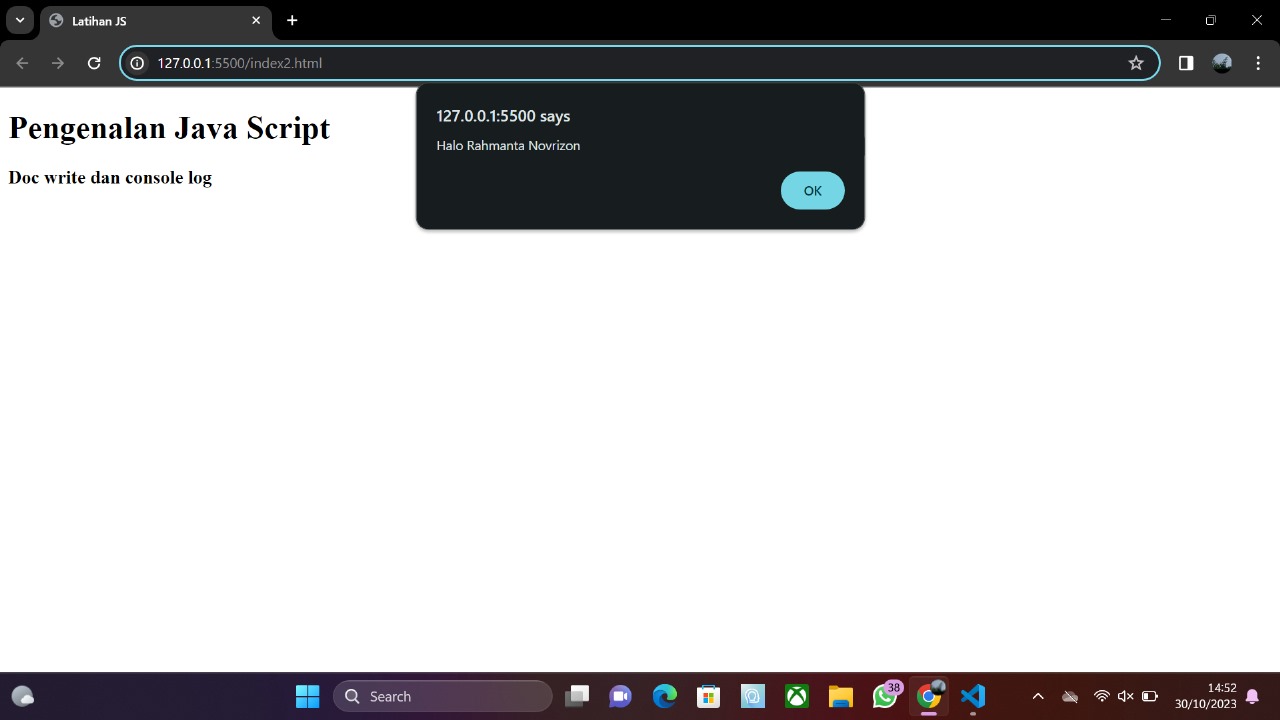 Latihan JS
127.0.0.1:5500/index2.html
127.0.0.1:5500 says
Halo Rahmanta Novrizon
OK
Pengenalan Java Script
Doc write dan console log
Search
38
14:52
30/10/2023